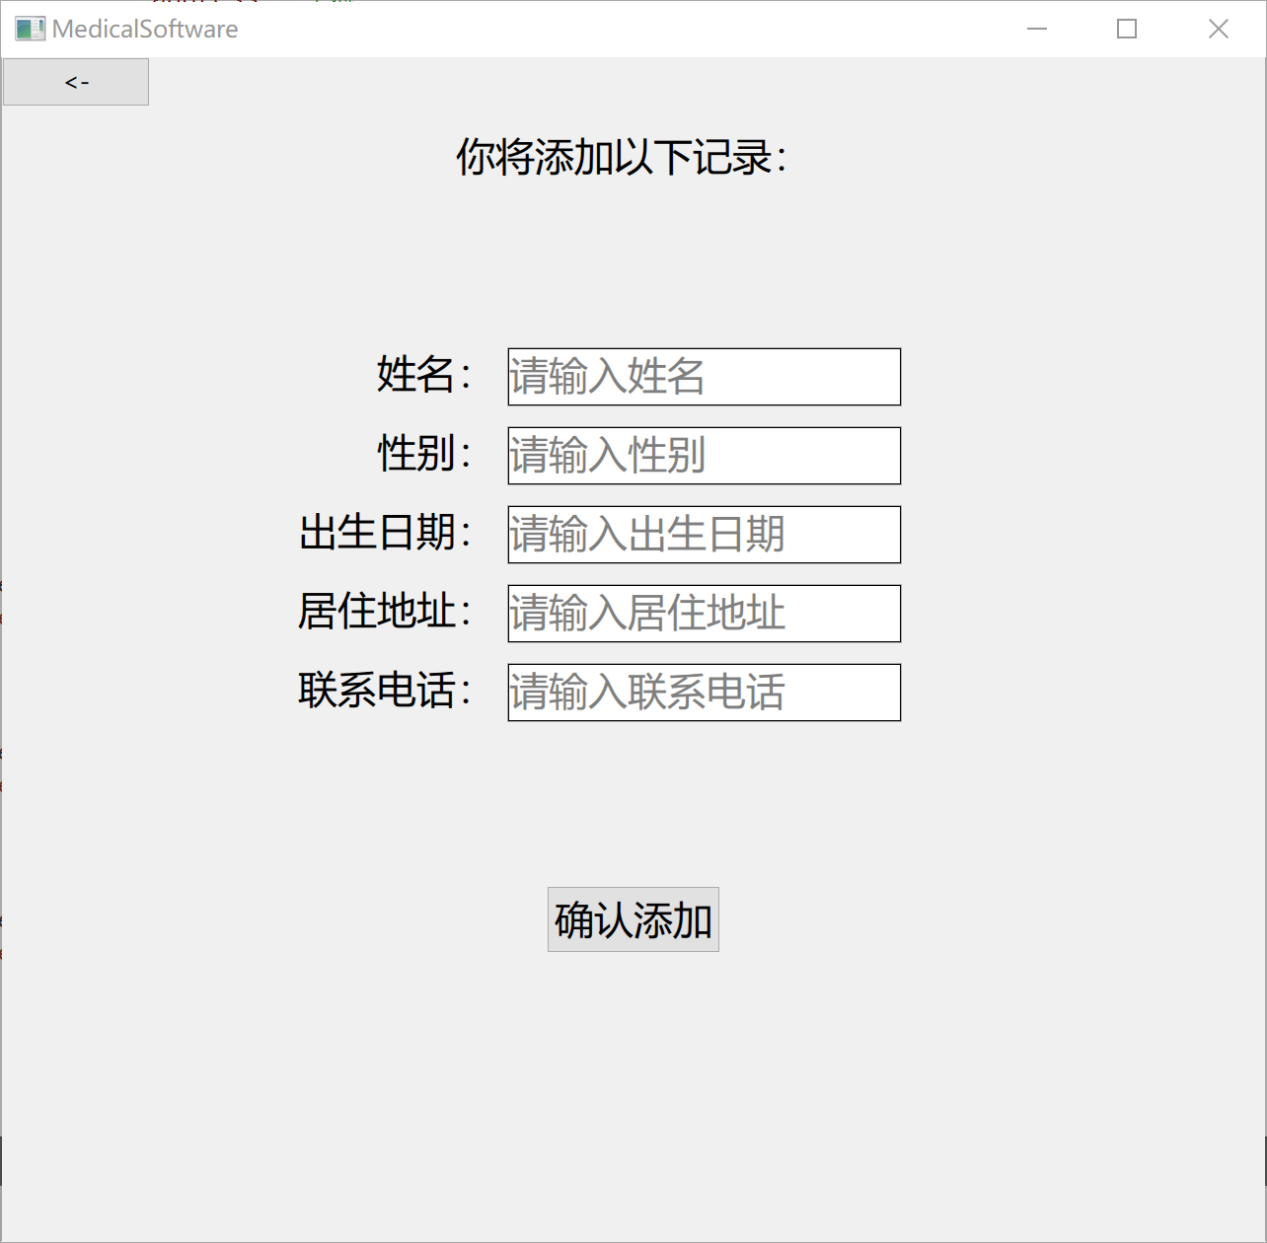 MedicalSoftware
<-
你将添加以下记录：
姓名： 请输入姓名
性别： 请输入性别
出生日期： 请输入出生日期
居住地址： 请输入居住地址
联系电话： 请输入联系电话
确认添加